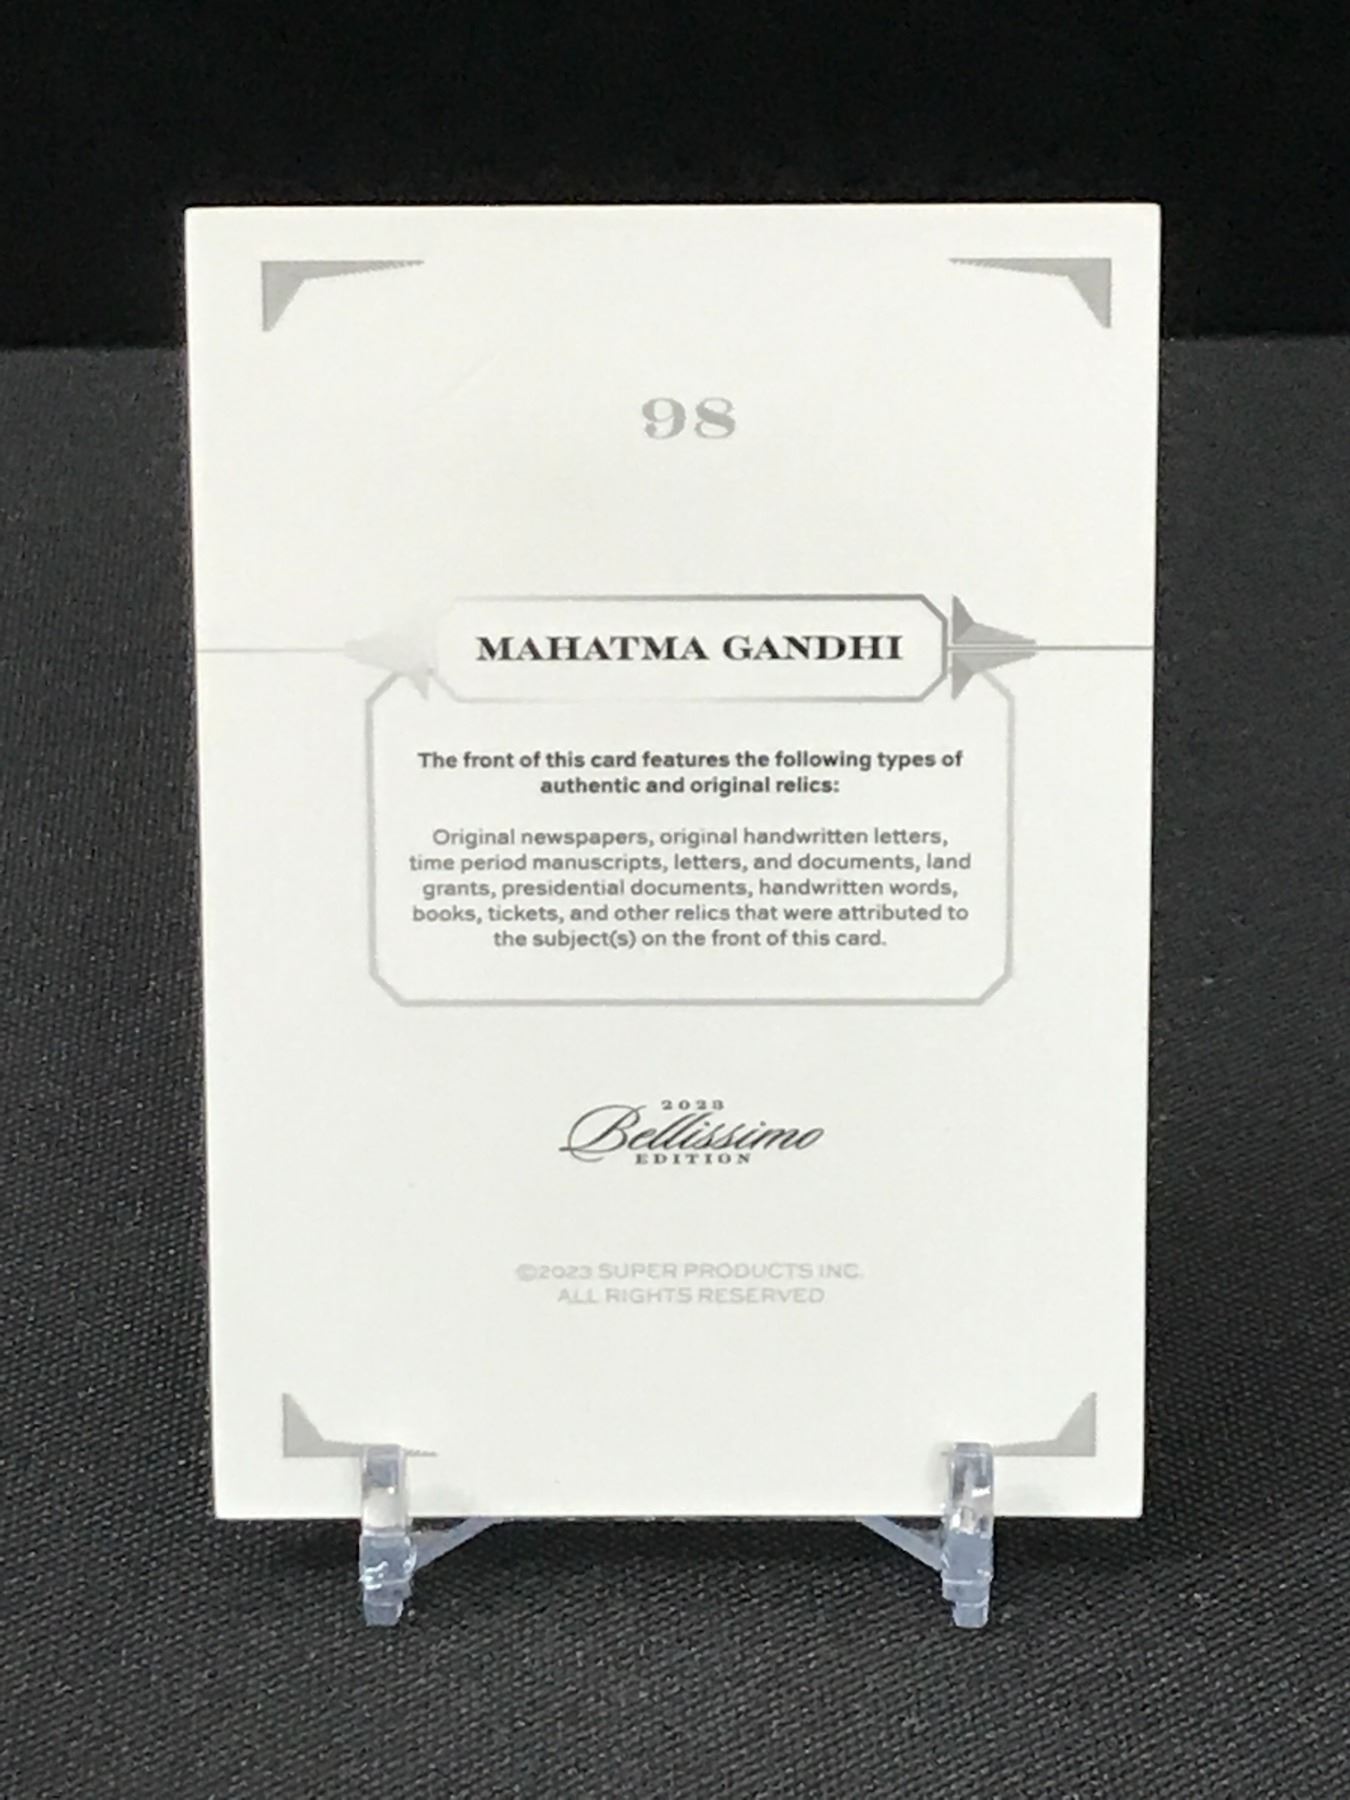 98
MAHATMA GANDHI
The front of this card features the following types of
authentic and original relics:
Original newspapers, original handwritten letters,
time period manuscripts, letters, and documents, land
grants, presidential documents, handwritten words,
books, tickets, and other relics that were attributed to
the subject(s) on the front of this card.
2023
Bellissimo
EDITION
©2023 SUPER PRODUCTS INC.
ALL RIGHTS RESERVED